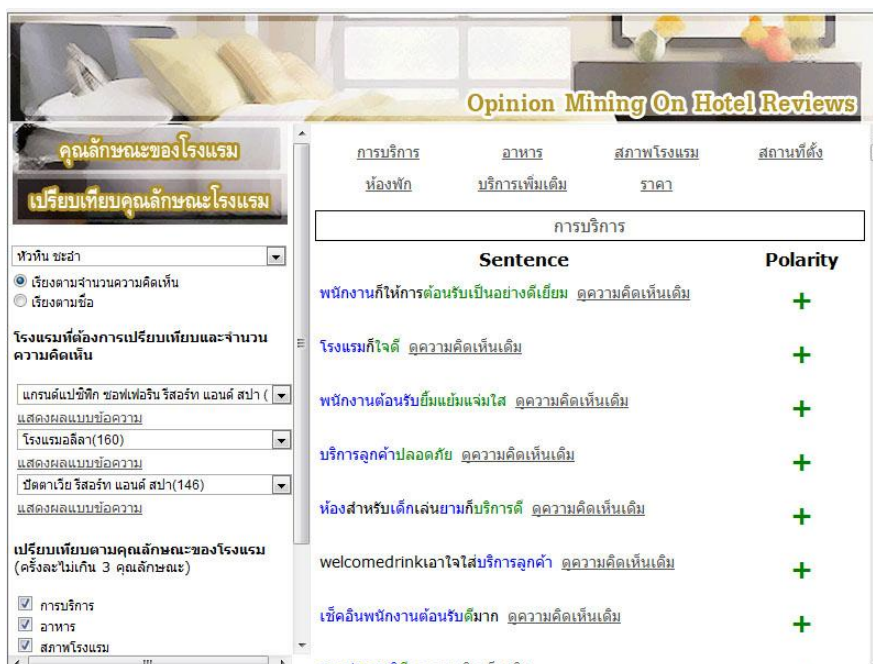 Opinion Mining On Hotel Reviews
คุณลักษณะของโรงแรม
เปรียบเทียบคุณลักษณะโรงแรม
หัวหิน ชะอำ
เรียงตามจำนวนความคิดเห็น
เรียงตามชื่อ
โรงแรมที่ต้องการเปรียบเทียบและจำนวน
ความคิดเห็น
แกรนด์แปซิฟิก ซอฟเฟอริน รีสอร์ท แอนด์ สปา (
แสดงผลแบบข้อความ
โรงแรมอลีลา(160)
แสดงผลแบบข้อความ
ปัตตาเวีย รีสอร์ท แอนด์ สปา(146)
แสดงผลแบบข้อความ
เปรียบเทียบตามคุณลักษณะของโรงแรม
(ครั้งละไม่เกิน 3 คุณลักษณะ)
การบริการ
อาหาร
สภาพโรงแรม
การบริการ อาหาร สภาพโรงแรม สถานที่ตั้ง
ห้องพัก บริการเพิ่มเติม ราคา
การบริการ
Sentence Polarity
พนักงานก็ให้การต้อนรับเป็นอย่างดีเยี่ยม ดูความคิดเห็นเดิม +
โรงแรมก็ใจดี ดูความคิดเห็นเดิม +
พนักงานต้อนรับยิ้มแย้มแจ่มใส ดูความคิดเห็นเดิม +
บริการลูกค้าปลอดภัย ดูความคิดเห็นเดิม +
ห้องสำหรับเด็กเล่นยามก็บริการดี ดูความคิดเห็นเดิม +
welcomedrinkเอาใจใส่บริการลูกค้า ดูความคิดเห็นเดิม +
เช็คอินพนักงานต้อนรับดีมาก ดูความคิดเห็นเดิม +